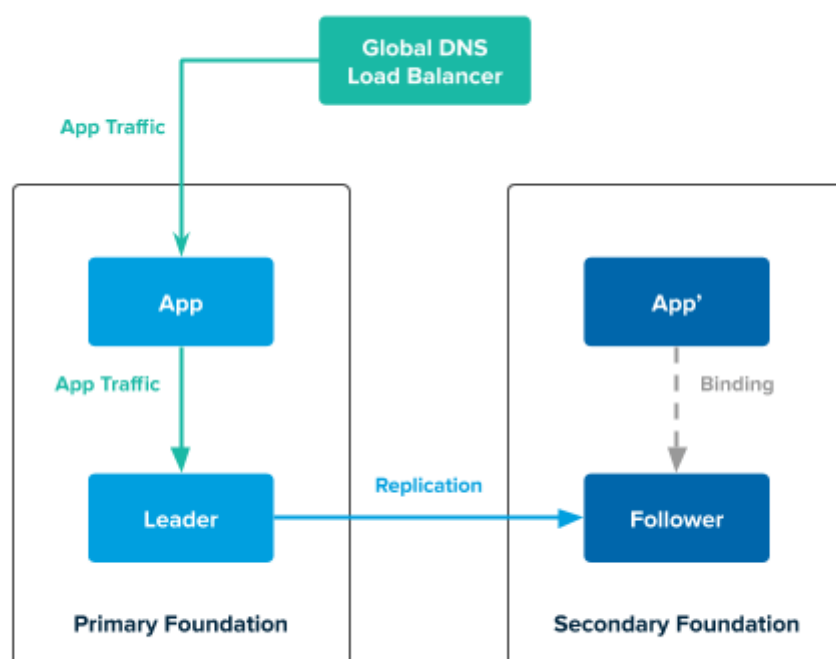 Global DNS
Load Balancer
App Traffic
App
App’
App Traffic
Binding
Replication
Leader
Follower
Primary Foundation
Secondary Foundation